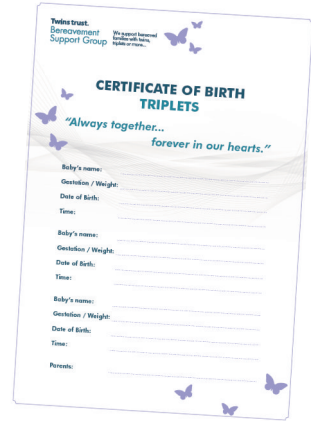 Twins trust.
Bereavement
Support Group
We support bereaved
families with twins,
triplets or more...
CERTIFICATE OF BIRTH
TRIPLETS
"Always together...
forever in our hearts."
Baby's name:
Gestation / Weight:
Date of Birth:
Time:
Baby's name:
Gestation / Weight:
Date of Birth:
Time:
Baby's name:
Gestation / Weight:
Date of Birth:
Time:
Parents: